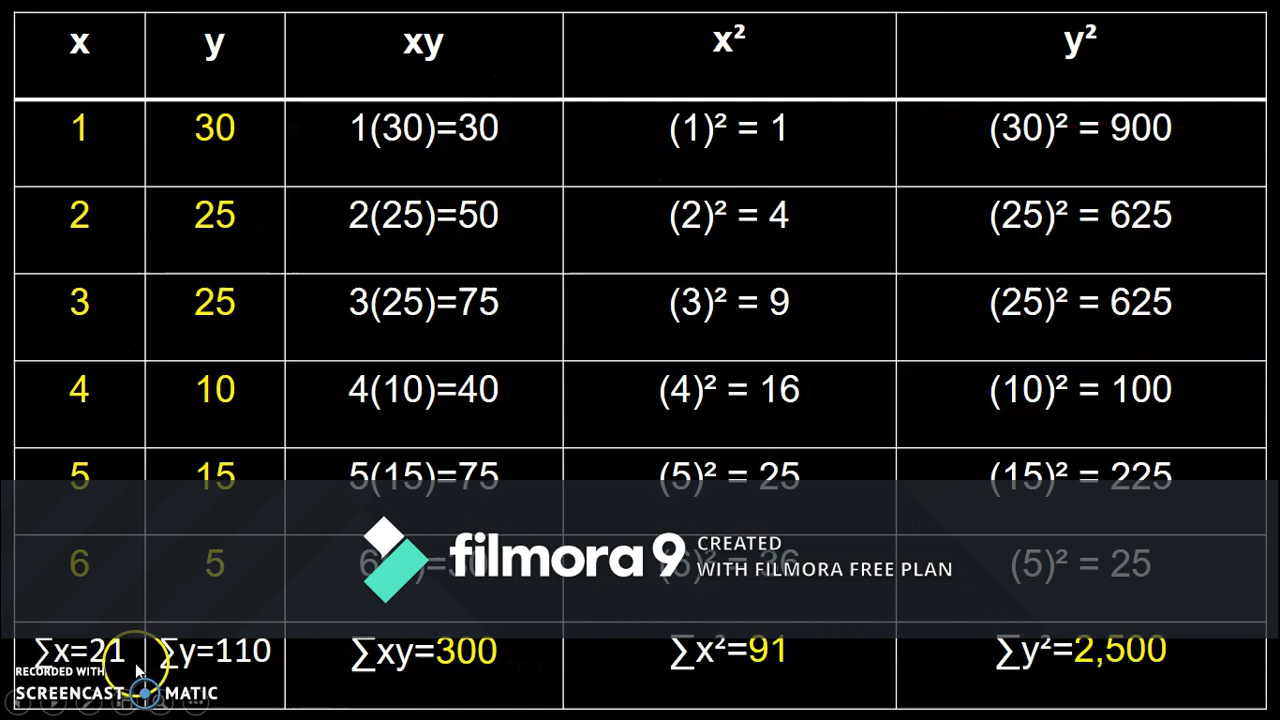 x y xy x² y²
1 30 1(30)=30 (1)² = 1 (30)² = 900
2 25 2(25)=50 (2)² = 4 (25)² = 625
3 25 3(25)=75 (3)² = 9 (25)² = 625
4 10 4(10)=40 (4)² = 16 (10)² = 100
5 15 5(15)=75 (5)² = 25 (15)² = 225
6 5 (5)² = 25
filmora 9 CREATED
WITH FILMORA FREE PLAN
∑x=21 ∑y=110 ∑xy=300 ∑x²=91 ∑y²=2,500
RECORDED WITH
SCREENCAST MATIC